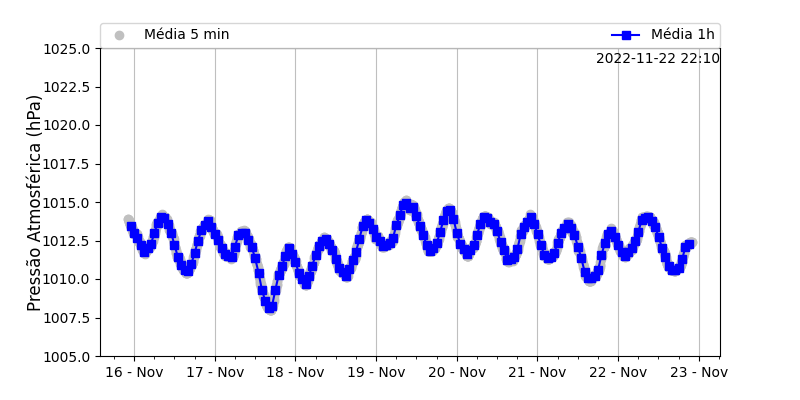 Média 5 min
Média 1h
2022-11-22 22:10
Pressão Atmosférica (hPa)
1025.0
1022.5
1020.0
1017.5
1015.0
1012.5
1010.0
1007.5
1005.0
16 - Nov
17 - Nov
18 - Nov
19 - Nov
20 - Nov
21 - Nov
22 - Nov
23 - Nov